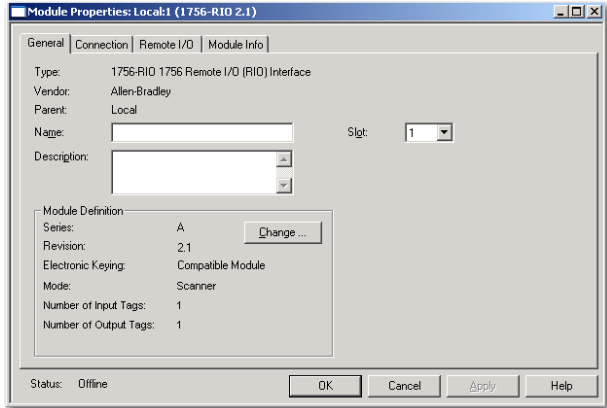 Module Properties: Local:1 (1756-RIO 2.1)
General Connection Remote I/O Module Info
Type: 1756-RIO 1756 Remote I/O (RIO) Interface
Vendor: Allen-Bradley
Parent: Local
Name: Slot: 1
Description:
Module Definition
Series: A Change ...
Revision: 2.1
Electronic Keying: Compatible Module
Mode: Scanner
Number of Input Tags: 1
Number of Output Tags: 1
Status: Offline OK Cancel Apply Help